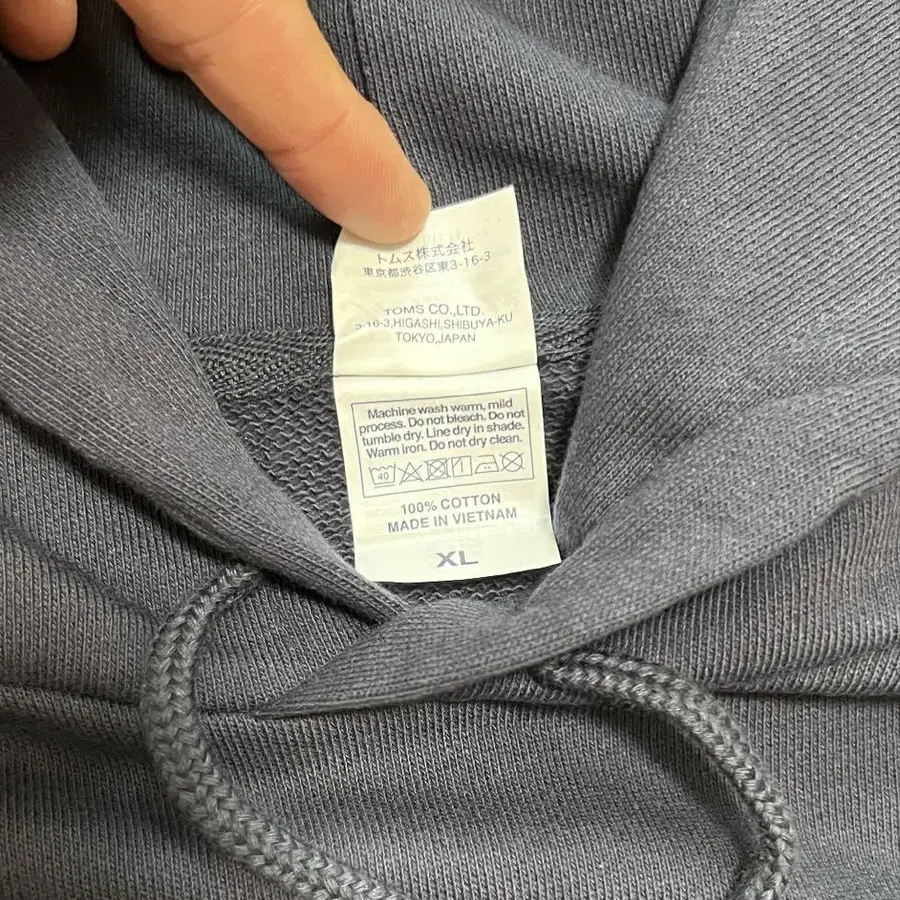 トムス株式会社
東京都渋谷区東3-16-3
TOMS CO.,LTD.
3-16-3,HIGASHI,SHIBUYA-KU
TOKYO,JAPAN
Machine wash warm, mild
process. Do not bleach. Do not
tumble dry. Line dry in shade.
Warm iron. Do not dry clean.
40
100% COTTON
MADE IN VIETNAM
XL